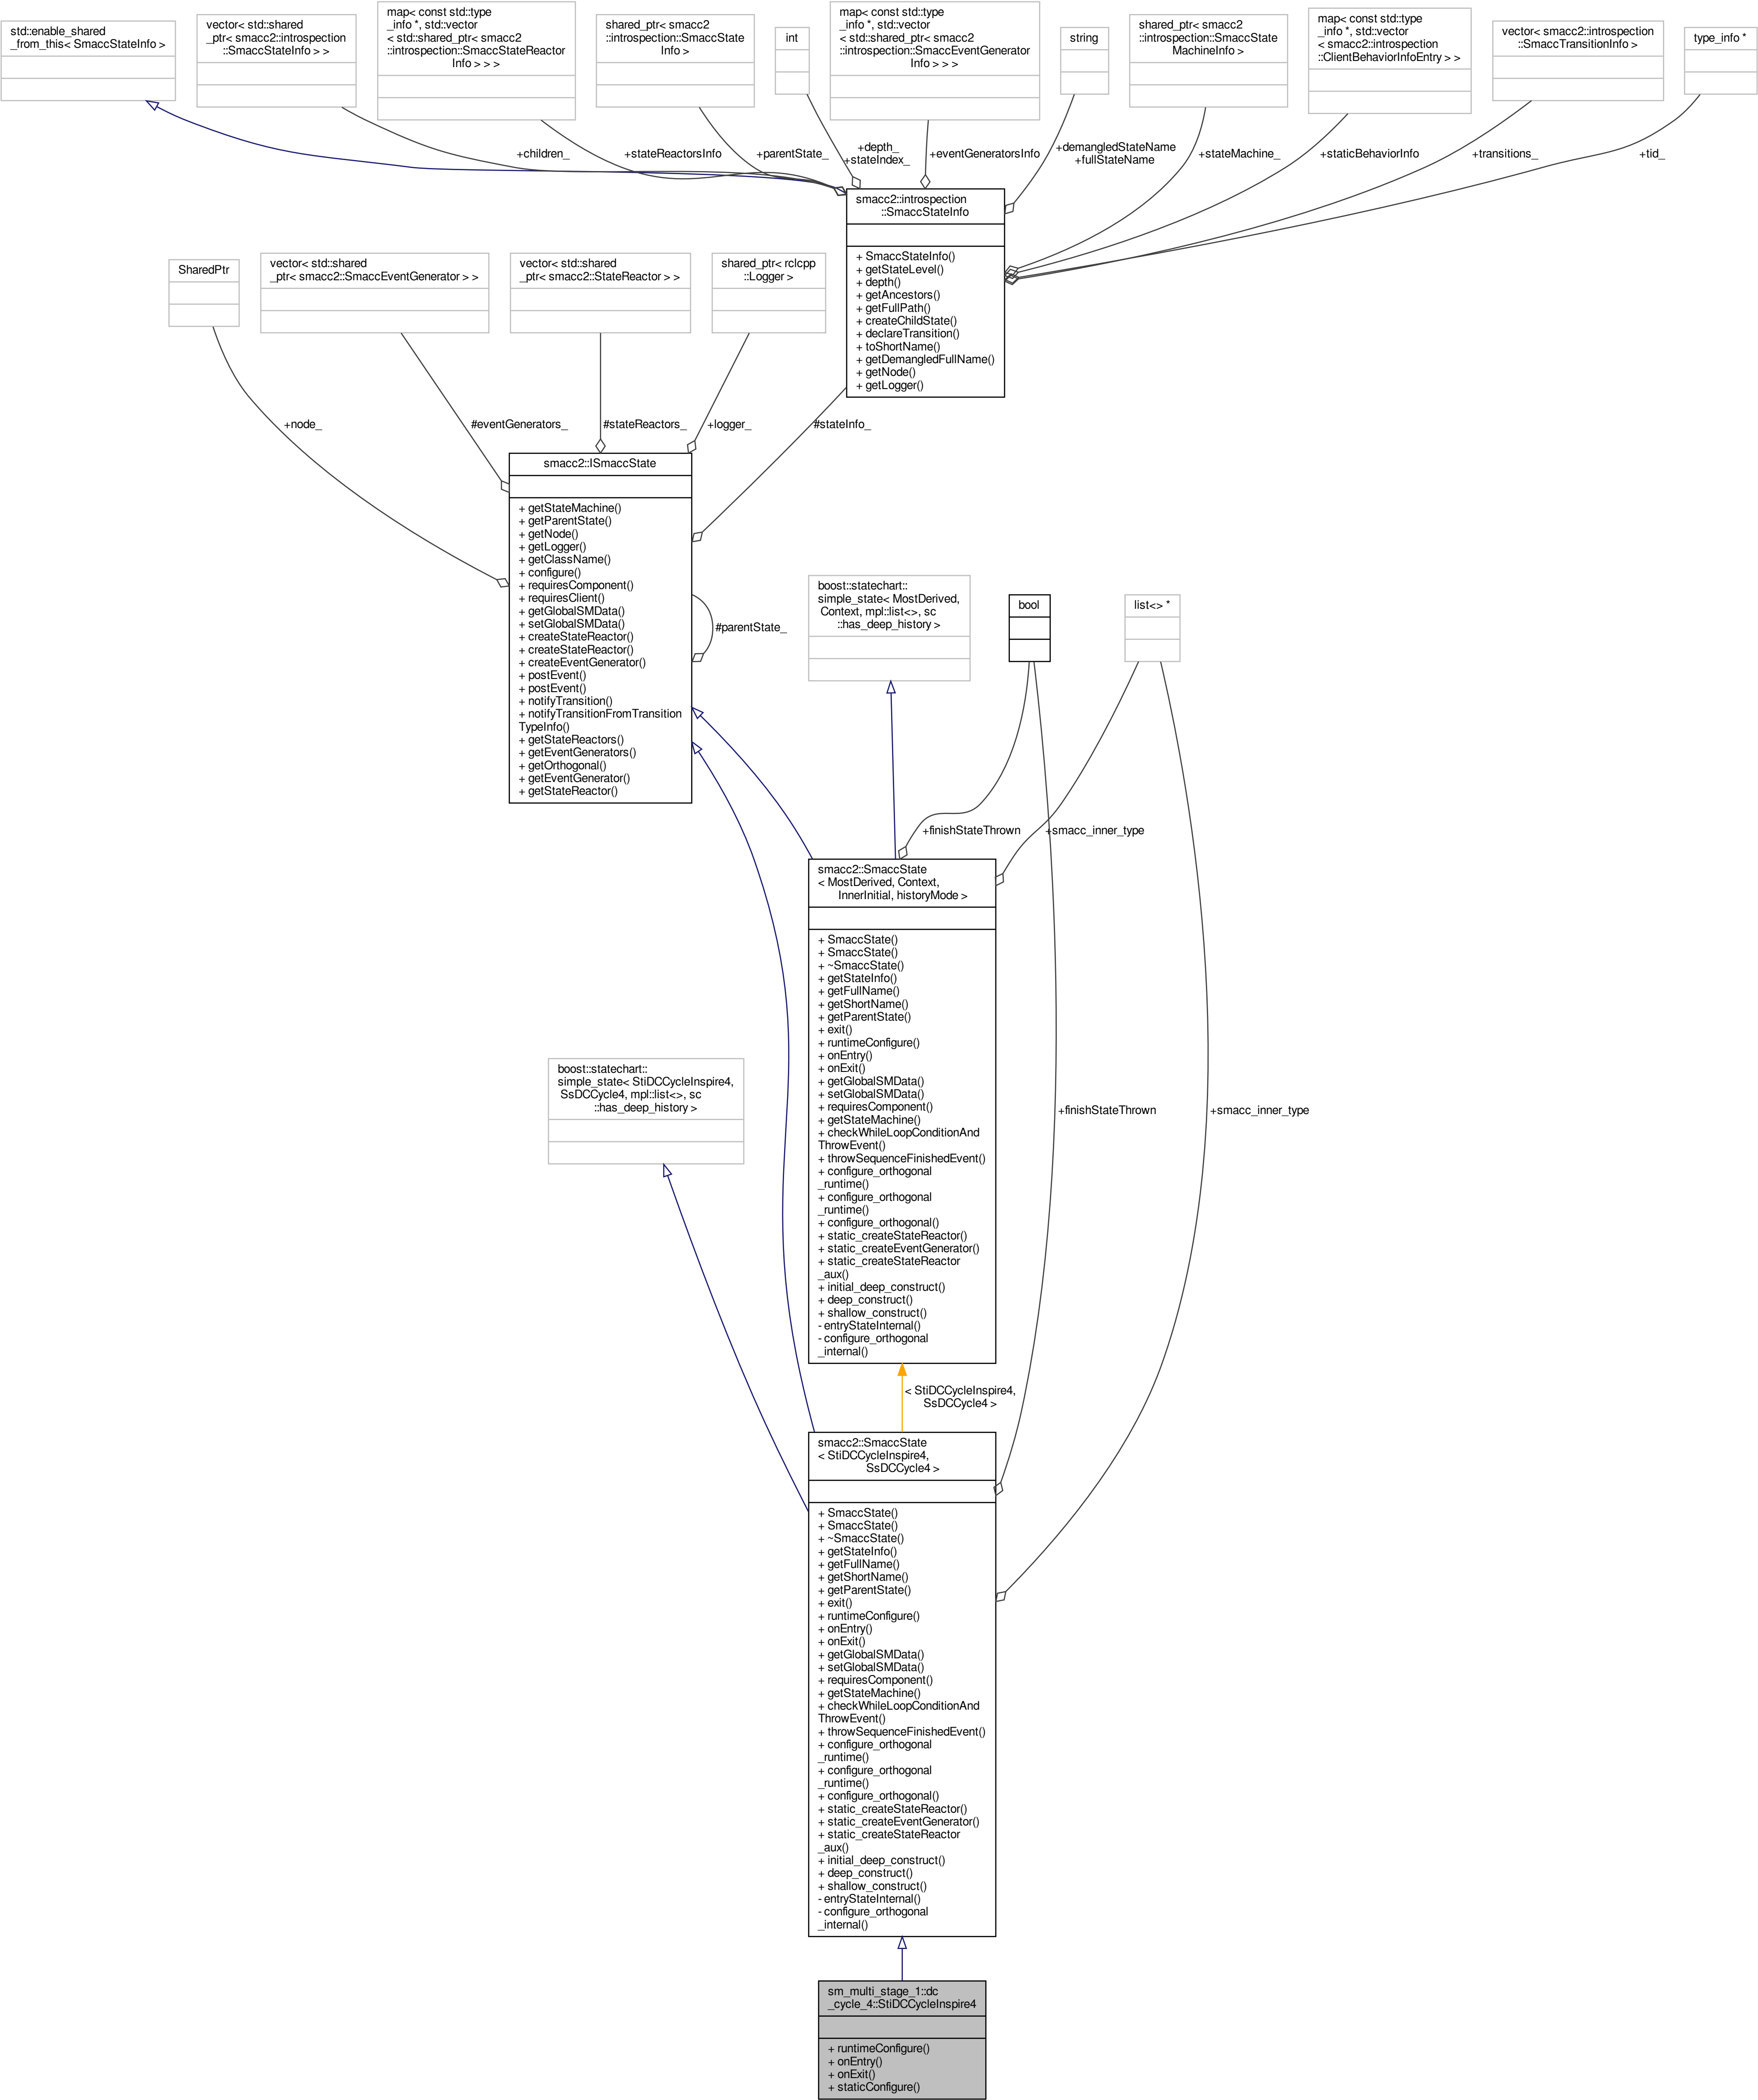 std::enable_shared
_from_this< SmaccStateInfo >
vector< std::shared
_ptr< smacc2::introspection
::SmaccStateInfo > >
map< const std::type
_info *, std::vector
< std::shared_ptr< smacc2
::introspection::SmaccStateReactor
Info > > >
shared_ptr< smacc2
::introspection::SmaccState
Info >
int
map< const std::type
_info *, std::vector
< std::shared_ptr< smacc2
::introspection::SmaccEventGenerator
Info > > >
string
shared_ptr< smacc2
::introspection::SmaccState
MachineInfo >
map< const std::type
_info *, std::vector
< smacc2::introspection
::ClientBehaviorInfoEntry > >
vector< smacc2::introspection
::SmaccTransitionInfo >
type_info *
+children_
+stateReactorsInfo
+parentState_
+depth_
+stateIndex_
+eventGeneratorsInfo
+demangledStateName
+fullStateName
+stateMachine_
+staticBehaviorInfo
+transitions_
+tid_
smacc2::introspection
::SmaccStateInfo
+ SmaccStateInfo()
+ getStateLevel()
+ depth()
+ getAncestors()
+ getFullPath()
+ createChildState()
+ declareTransition()
+ toShortName()
+ getDemangledFullName()
+ getNode()
+ getLogger()
SharedPtr
vector< std::shared
_ptr< smacc2::SmaccEventGenerator > >
vector< std::shared
_ptr< smacc2::StateReactor > >
shared_ptr< rclcpp
::Logger >
+node_
#eventGenerators_
#stateReactors_
+logger_
#stateInfo_
smacc2::ISmaccState
+ getStateMachine()
+ getParentState()
+ getNode()
+ getLogger()
+ getClassName()
+ configure()
+ requiresComponent()
+ requiresClient()
+ getGlobalSMData()
+ setGlobalSMData()
+ createStateReactor()
+ createStateReactor()
+ createEventGenerator()
+ postEvent()
+ postEvent()
+ notifyTransition()
+ notifyTransitionFromTransition
TypeInfo()
+ getStateReactors()
+ getEventGenerators()
+ getOrthogonal()
+ getEventGenerator()
+ getStateReactor()
#parentState_
boost::statechart::
simple_state< MostDerived,
Context, mpl::list<>, sc
::has_deep_history >
bool
list<> *
+finishStateThrown
+smacc_inner_type
smacc2::SmaccState
< MostDerived, Context,
InnerInitial, historyMode >
+ SmaccState()
+ SmaccState()
+ ~SmaccState()
+ getStateInfo()
+ getFullName()
+ getShortName()
+ getParentState()
+ exit()
+ runtimeConfigure()
+ onEntry()
+ onExit()
+ getGlobalSMData()
+ setGlobalSMData()
+ requiresComponent()
+ getStateMachine()
+ checkWhileLoopConditionAnd
ThrowEvent()
+ throwSequenceFinishedEvent()
+ configure_orthogonal
_runtime()
+ configure_orthogonal
_runtime()
+ configure_orthogonal()
+ static_createStateReactor()
+ static_createEventGenerator()
+ static_createStateReactor
_aux()
+ initial_deep_construct()
+ deep_construct()
+ shallow_construct()
- entryStateInternal()
- configure_orthogonal
_internal()
boost::statechart::
simple_state< StiDCCycleInspire4,
SsDCCycle4, mpl::list<>, sc
::has_deep_history >
+finishStateThrown
+smacc_inner_type
< StiDCCycleInspire4,
SsDCCycle4 >
smacc2::SmaccState
< StiDCCycleInspire4,
SsDCCycle4 >
+ SmaccState()
+ SmaccState()
+ ~SmaccState()
+ getStateInfo()
+ getFullName()
+ getShortName()
+ getParentState()
+ exit()
+ runtimeConfigure()
+ onEntry()
+ onExit()
+ getGlobalSMData()
+ setGlobalSMData()
+ requiresComponent()
+ getStateMachine()
+ checkWhileLoopConditionAnd
ThrowEvent()
+ throwSequenceFinishedEvent()
+ configure_orthogonal
_runtime()
+ configure_orthogonal
_runtime()
+ configure_orthogonal()
+ static_createStateReactor()
+ static_createEventGenerator()
+ static_createStateReactor
_aux()
+ initial_deep_construct()
+ deep_construct()
+ shallow_construct()
- entryStateInternal()
- configure_orthogonal
_internal()
sm_multi_stage_1::dc
_cycle_4::StiDCCycleInspire4
+ runtimeConfigure()
+ onEntry()
+ onExit()
+ staticConfigure()